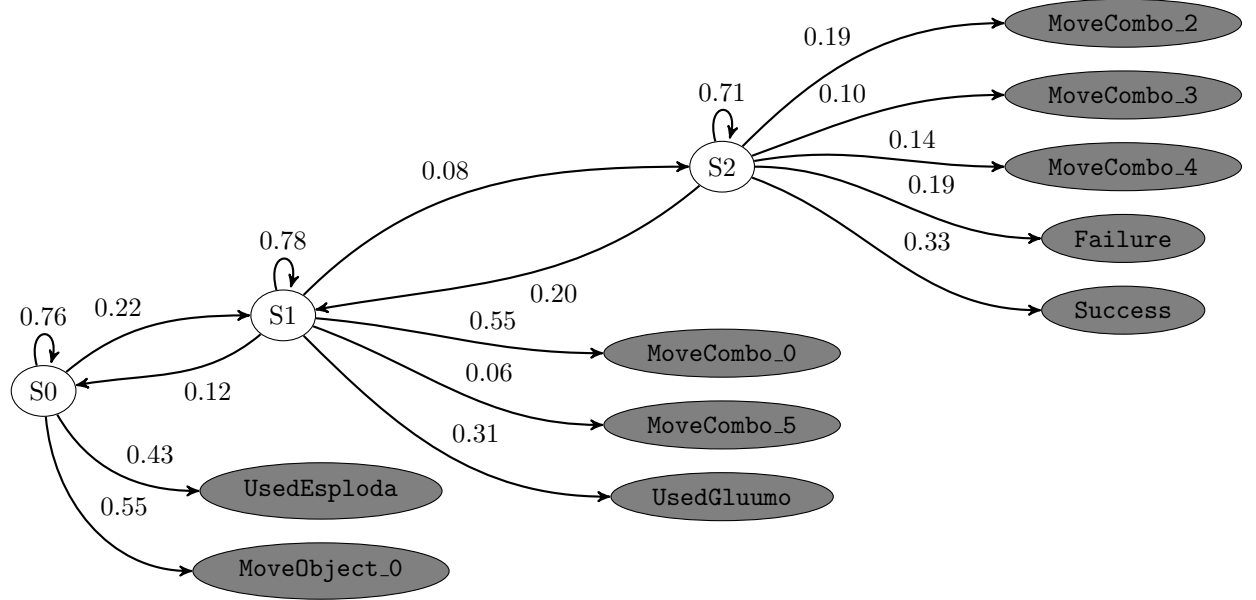 MoveCombo_2
0.19
MoveCombo_3
0.71
0.10
0.14
MoveCombo_4
S2
0.08
0.19
Failure
0.33
0.78
0.20
Success
0.22
S1
0.76
0.55
MoveCombo_0
0.06
S0
0.12
MoveCombo_5
0.31
0.43
UsedEsploda
UsedGluumo
0.55
MoveObject_0